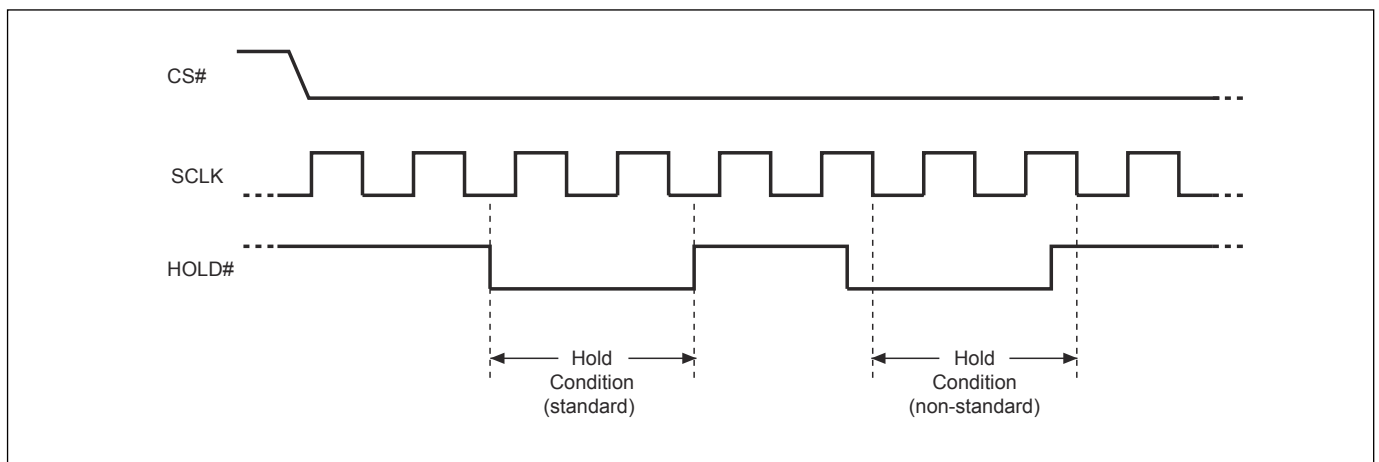 CS#
SCLK
HOLD#
Hold
Condition
(standard)
Hold
Condition
(non-standard)